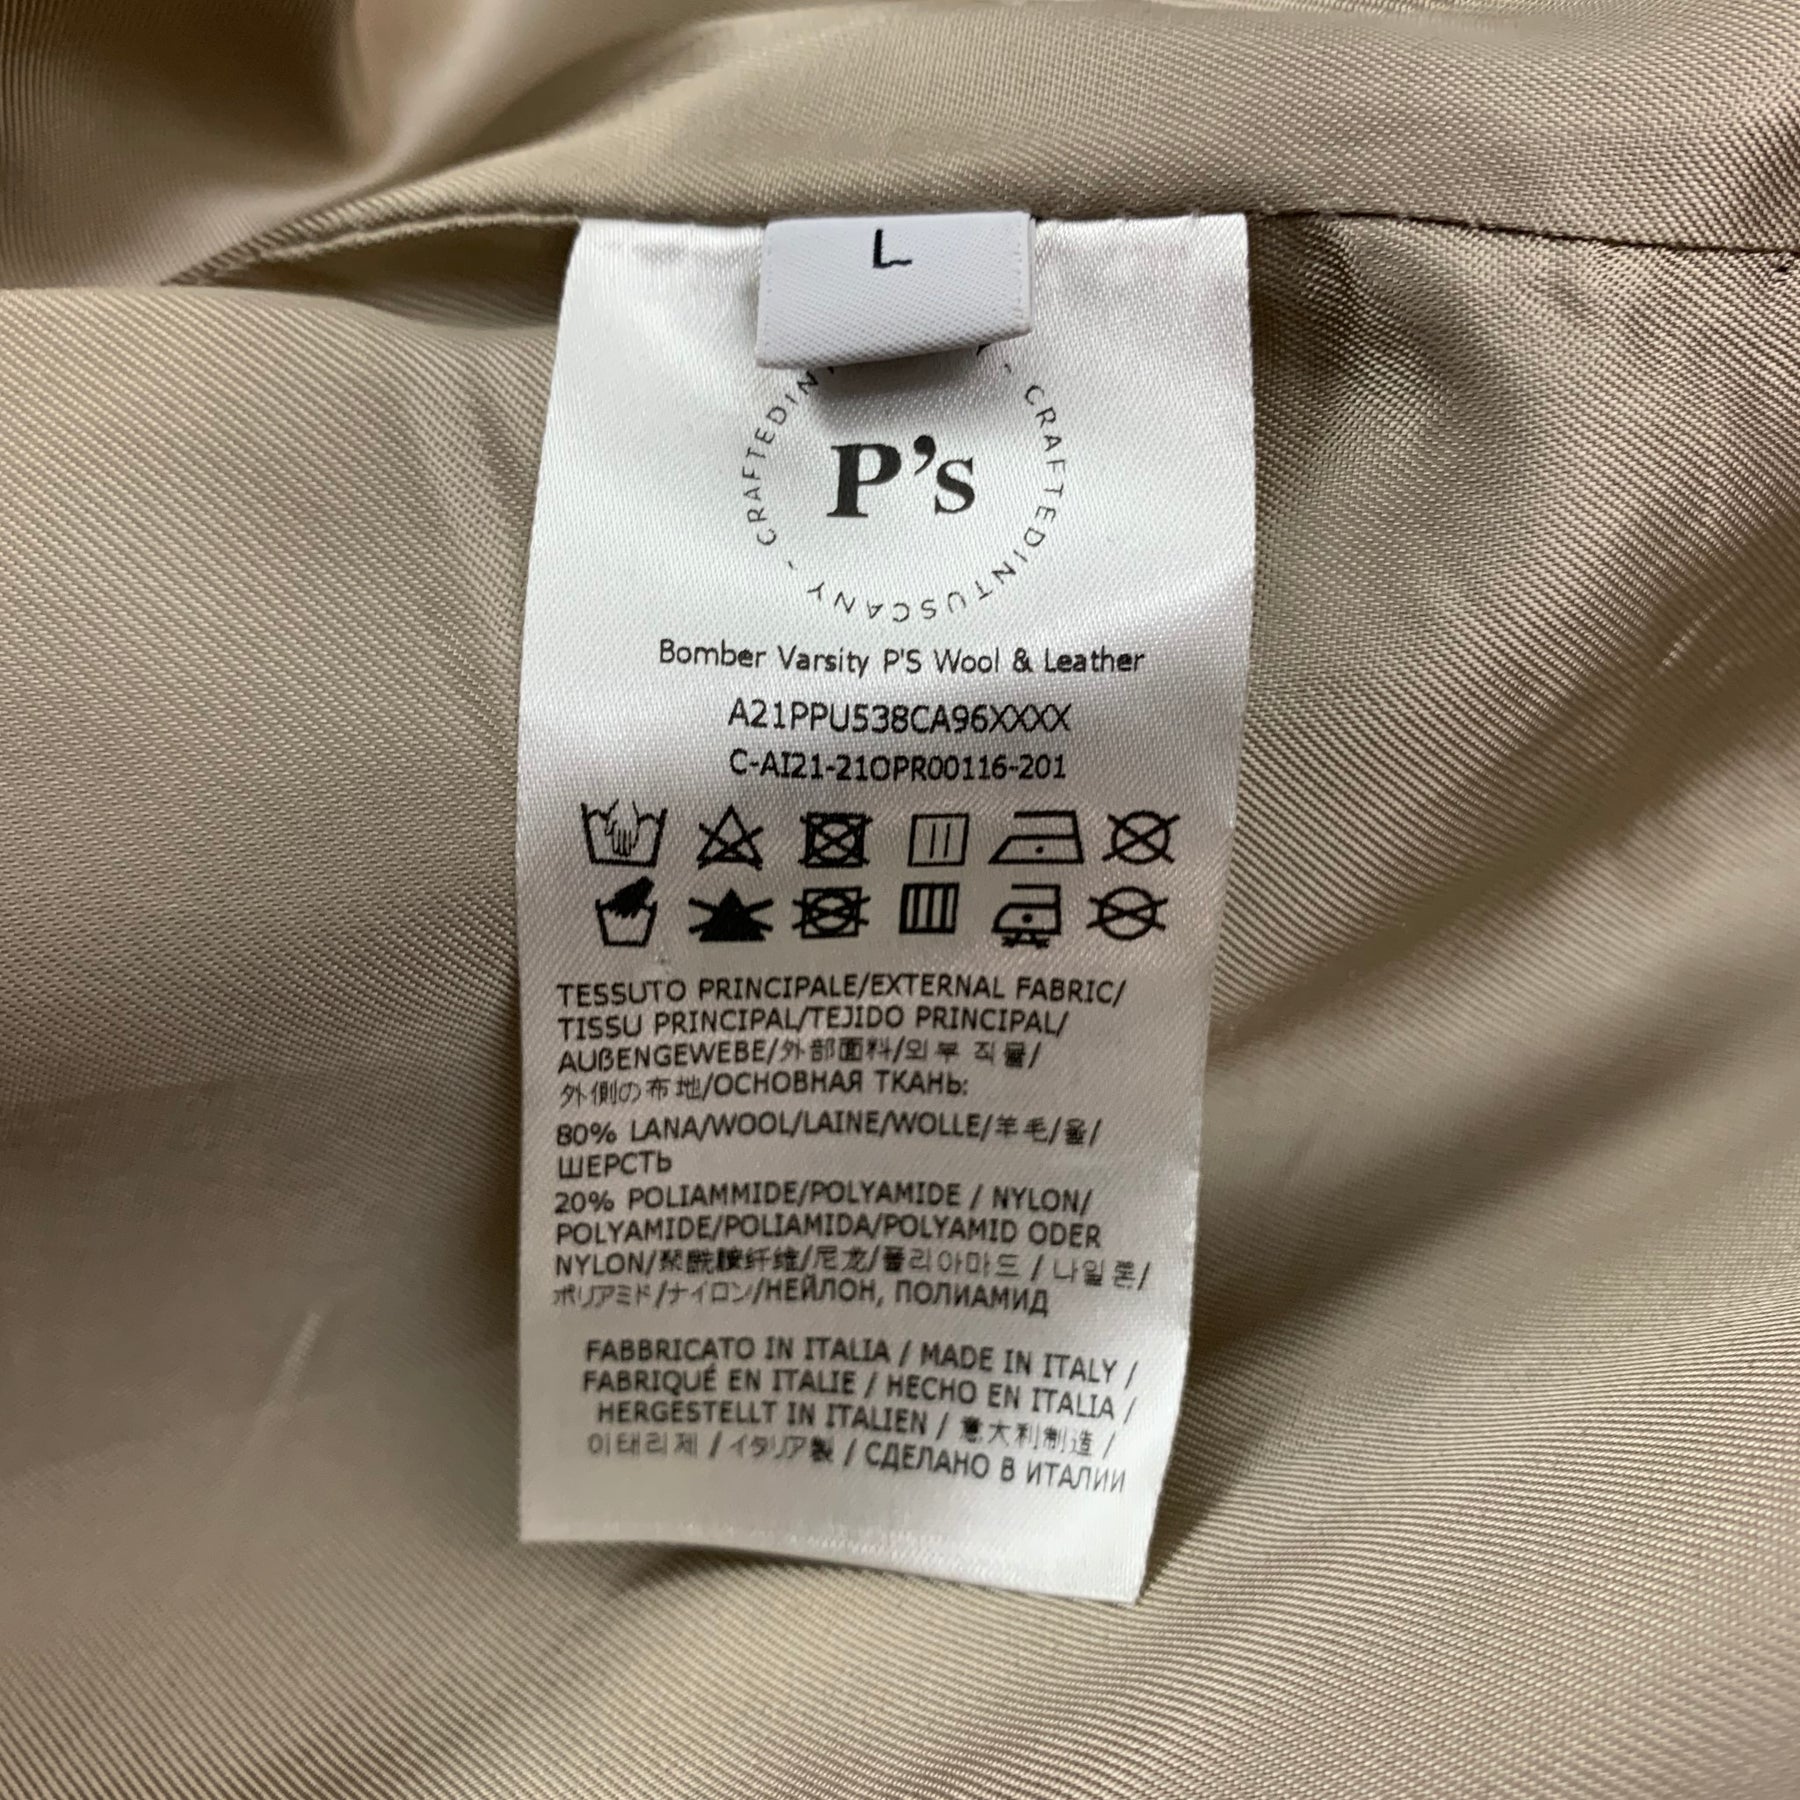 L
CRAFTEDINTUSCANY - CRAFTEDIN
P's
Bomber Varsity P'S Wool & Leather
A21PPU538CA96XXXX
C-AI21-21OPR00116-201
TESSUTO PRINCIPALE/EXTERNAL FABRIC/
TISSU PRINCIPAL/TEJIDO PRINCIPAL/
AUßENGEWEBE/外部面料/외부 직물/
外側の布地/ОСНОВНАЯ ТКАНЬ:
80% LANA/WOOL/LAINE/WOLLE/羊毛/울/
ШЕРСТЬ
20% POLIAMMIDE/POLYAMIDE / NYLON/
POLYAMIDE/POLIAMIDA/POLYAMID ODER
NYLON/聚酰胺纤维/尼龙/폴리아마드 / 나일론/
ポリアミド/ナイロン/НЕЙЛОН, ПОЛИАМИД
FABBRICATO IN ITALIA / MADE IN ITALY /
FABRIQUÉ EN ITALIE / HECHO EN ITALIA /
HERGESTELLT IN ITALIEN / 意大利制造 /
이태리제 / イタリア製 / СДЕЛАНО В ИТАЛИИ